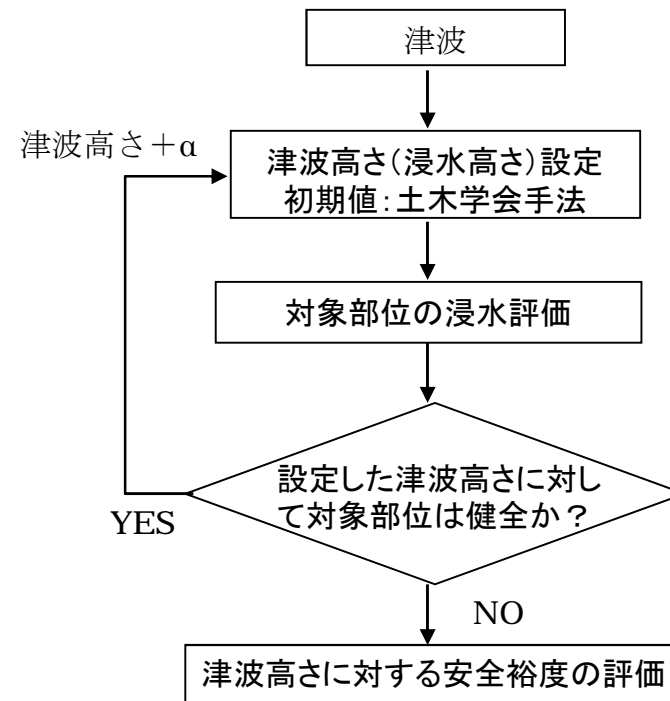 津波
津波高さ＋α
津波高さ（浸水高さ）設定
初期値：土木学会手法
対象部位の浸水評価
設定した津波高さに対し
て対象部位は健全か？
YES
NO
津波高さに対する安全裕度の評価